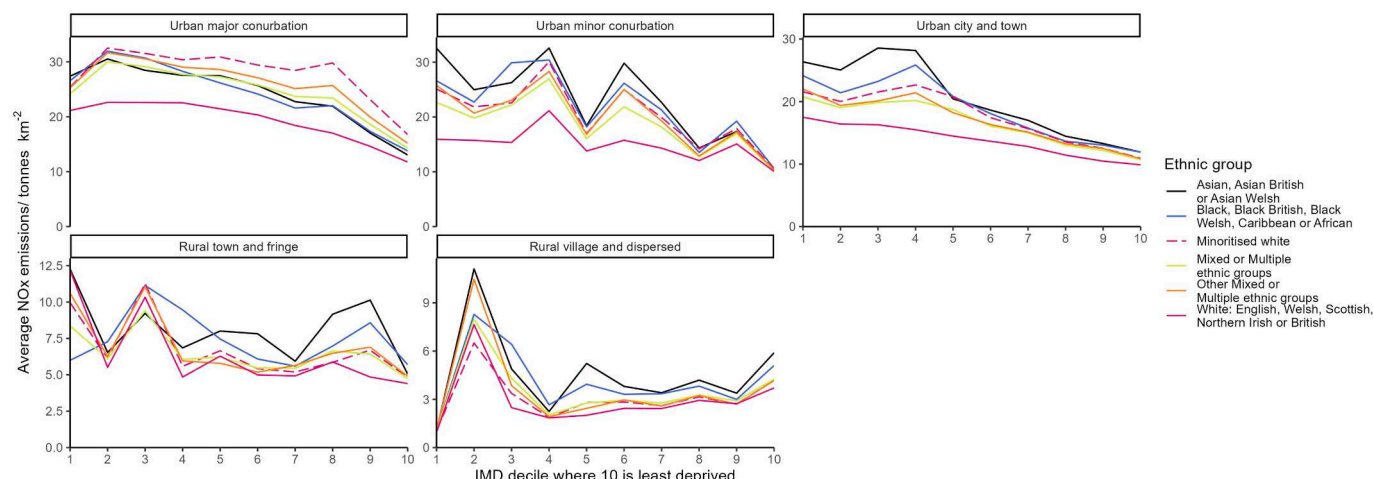 Urban major conurbation
Urban minor conurbation
Urban city and town
30
20
10
0
30
20
10
0
30
20
10
0
1 2 3 4 5 6 7 8 9 10
Rural town and fringe
Rural village and dispersed
12.5
10.0
7.5
5.0
2.5
0.0
9
6
3
0
1 2 3 4 5 6 7 8 9 10
1 2 3 4 5 6 7 8 9 10
Average NOx emissions/ tonnes km-2
IMD decile where 10 is least deprived
Ethnic group
Asian, Asian British
or Asian Welsh
Black, Black British, Black
Welsh, Caribbean or African
Minoritised white
Mixed or Multiple
ethnic groups
Other Mixed or
Multiple ethnic groups
White: English, Welsh, Scottish,
Northern Irish or British